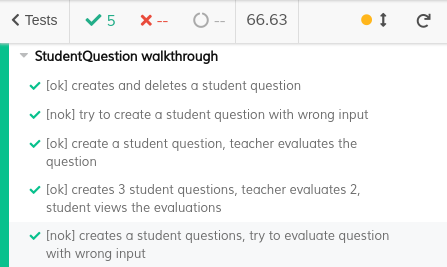 Tests 5 -- -- 66.63
StudentQuestion walkthrough
[ok] creates and deletes a student question
[nok] try to create a student question with wrong input
[ok] create a student question, teacher evaluates the
question
[ok] creates 3 student questions, teacher evaluates 2,
student views the evaluations
[nok] creates a student questions, try to evaluate question
with wrong input